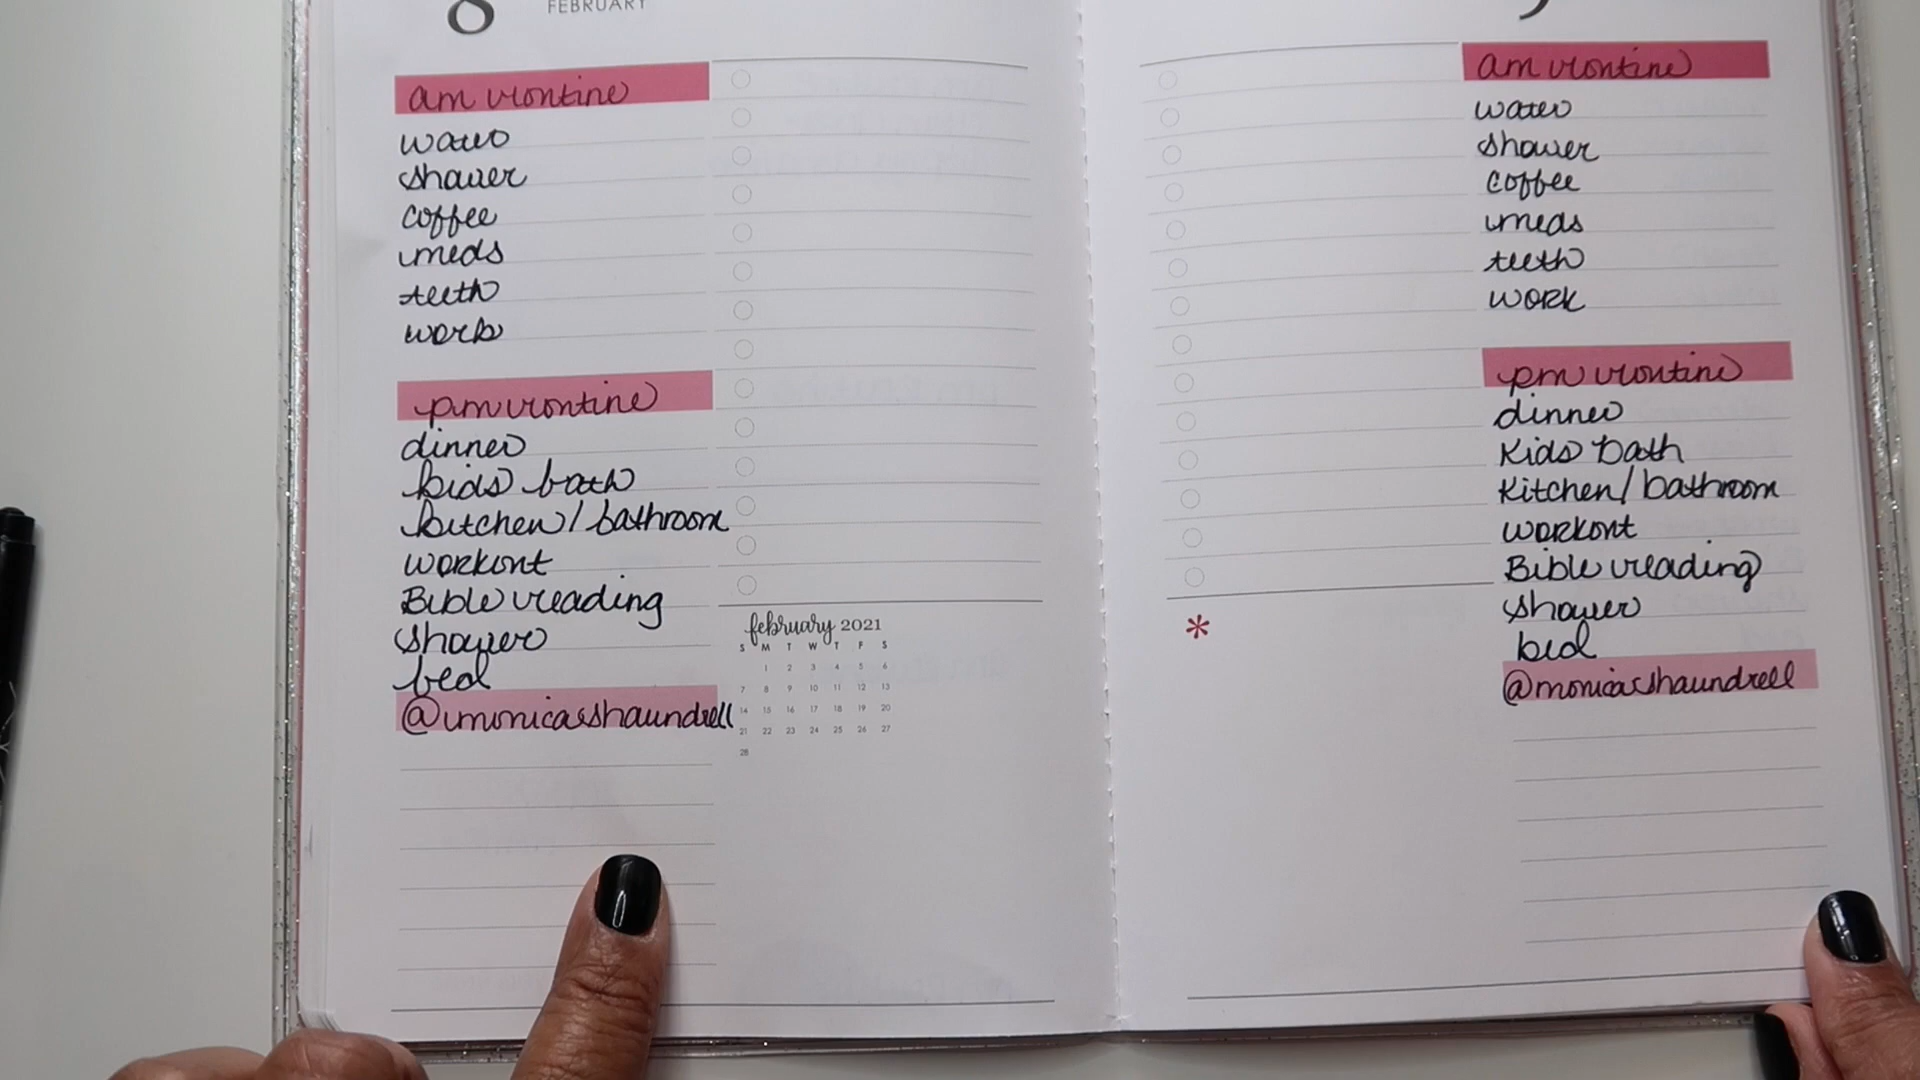 8 FEBRUARY
am routine
water
shower
coffee
meds
teeth
work
pm routine
dinner
kids bath
kitchen/bathroom
workout
Bible reading
shower
bed
@monicashaundrell
february 2021
S M T W T F S
1 2 3 4 5 6
7 8 9 10 11 12 13
14 15 16 17 18 19 20
21 22 23 24 25 26 27
28
am routine
water
shower
coffee
meds
teeth
work
pm routine
dinner
Kids bath
Kitchen/bathroom
workout
Bible reading
shower
bed
@monicashaundrell
*